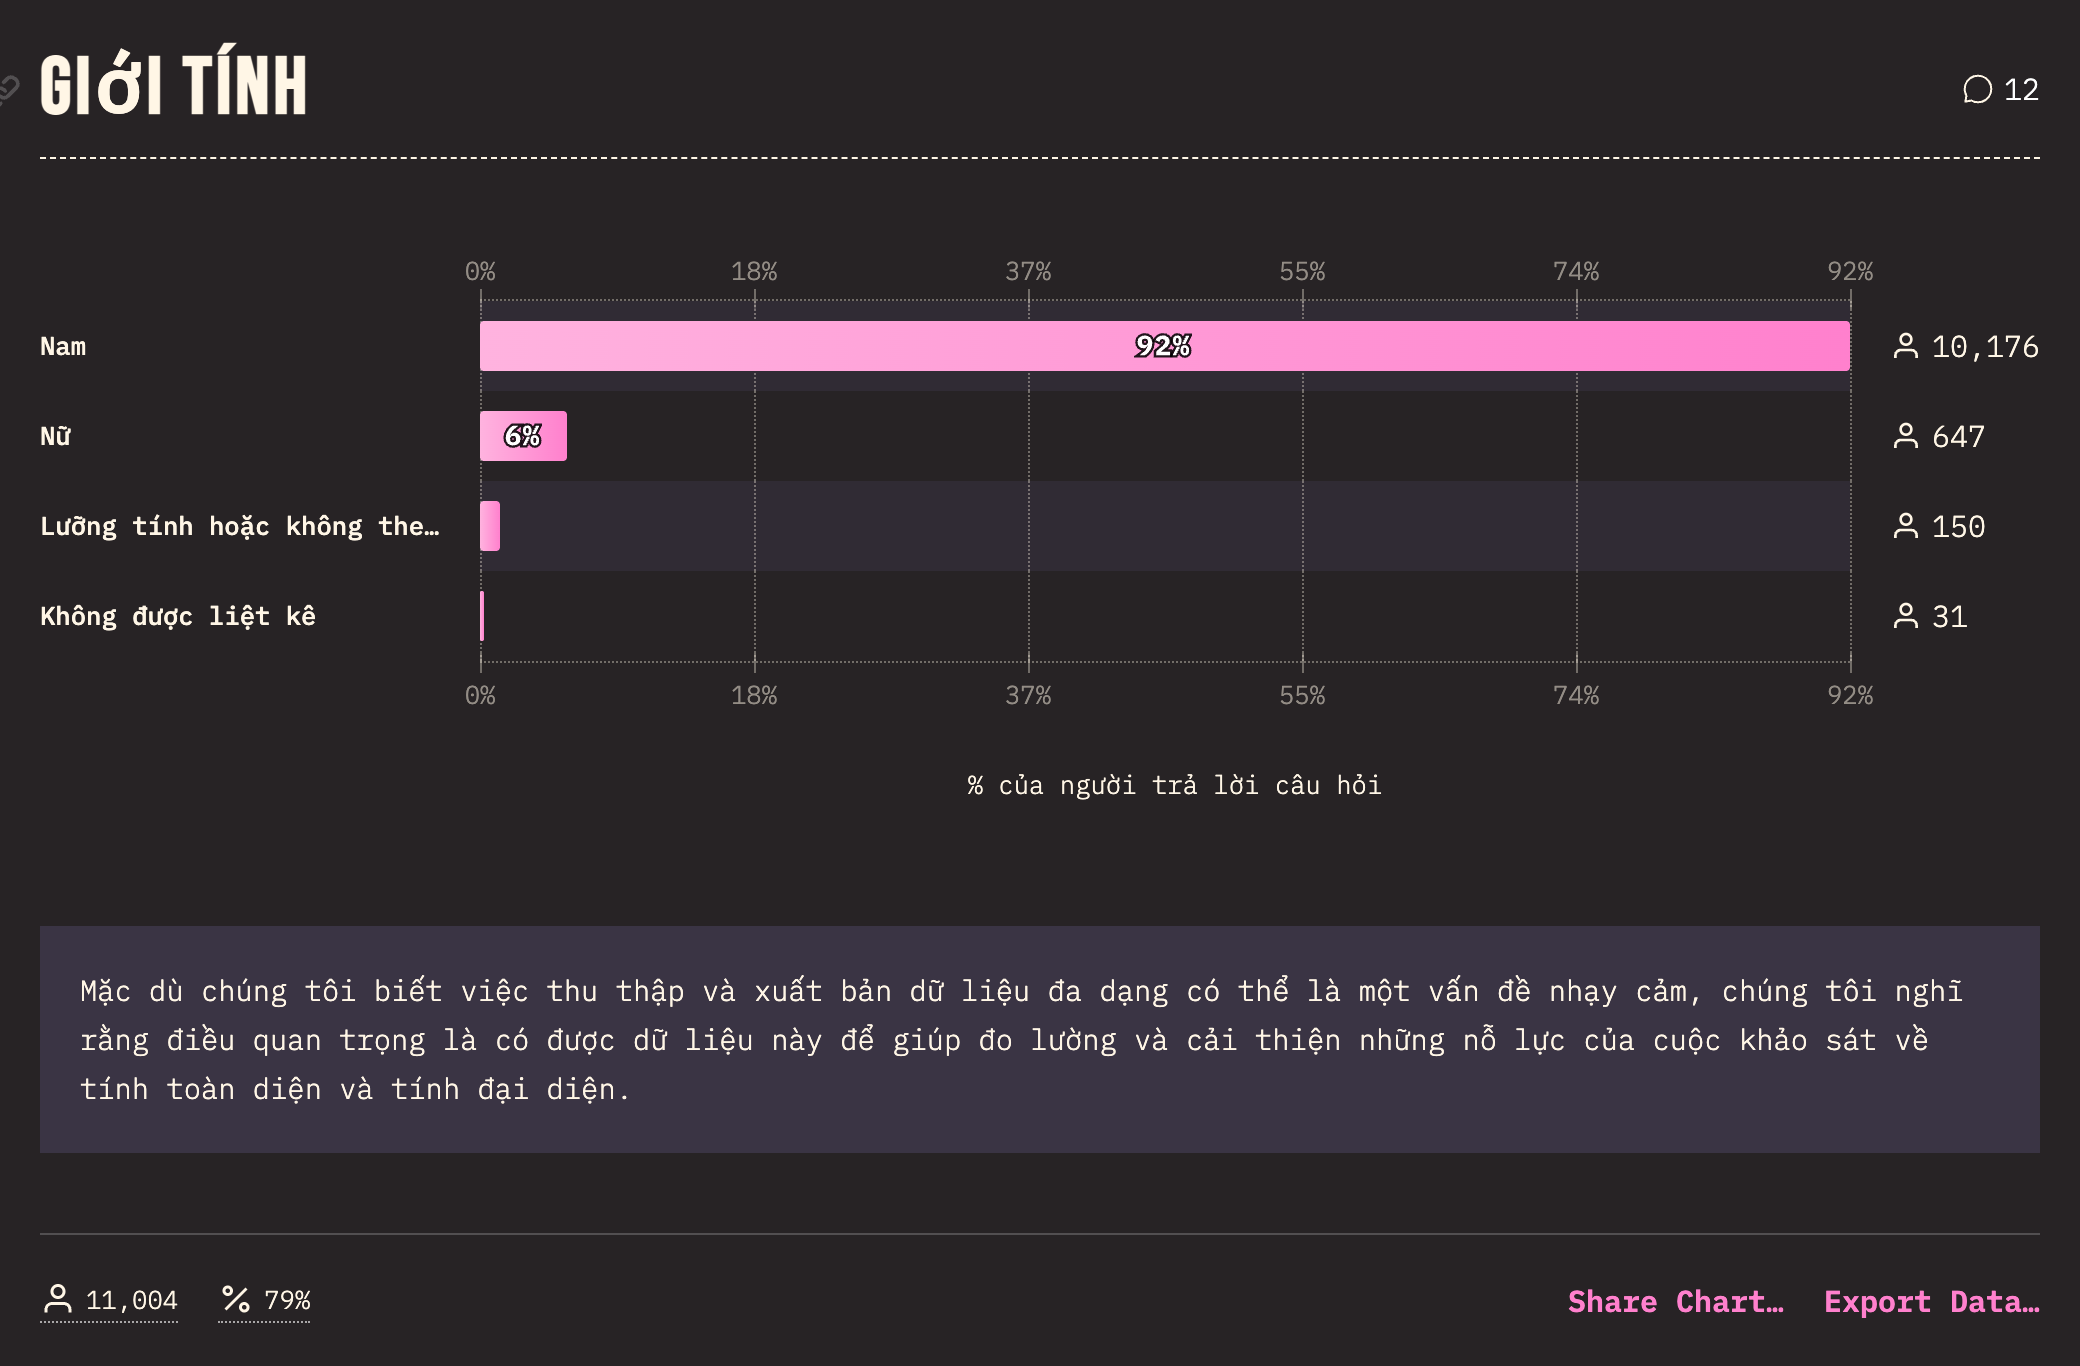 GIớI TÍNH
12
0% 18% 37% 55% 74% 92%
Nam 92% 10,176
Nữ 6% 647
Lưỡng tính hoặc không the… 150
Không được liệt kê 31
0% 18% 37% 55% 74% 92%
% của người trả lời câu hỏi
Mặc dù chúng tôi biết việc thu thập và xuất bản dữ liệu đa dạng có thể là một vấn đề nhạy cảm, chúng tôi nghĩ
rằng điều quan trọng là có được dữ liệu này để giúp đo lường và cải thiện những nỗ lực của cuộc khảo sát về
tính toàn diện và tính đại diện.
11,004 79% Share Chart… Export Data…